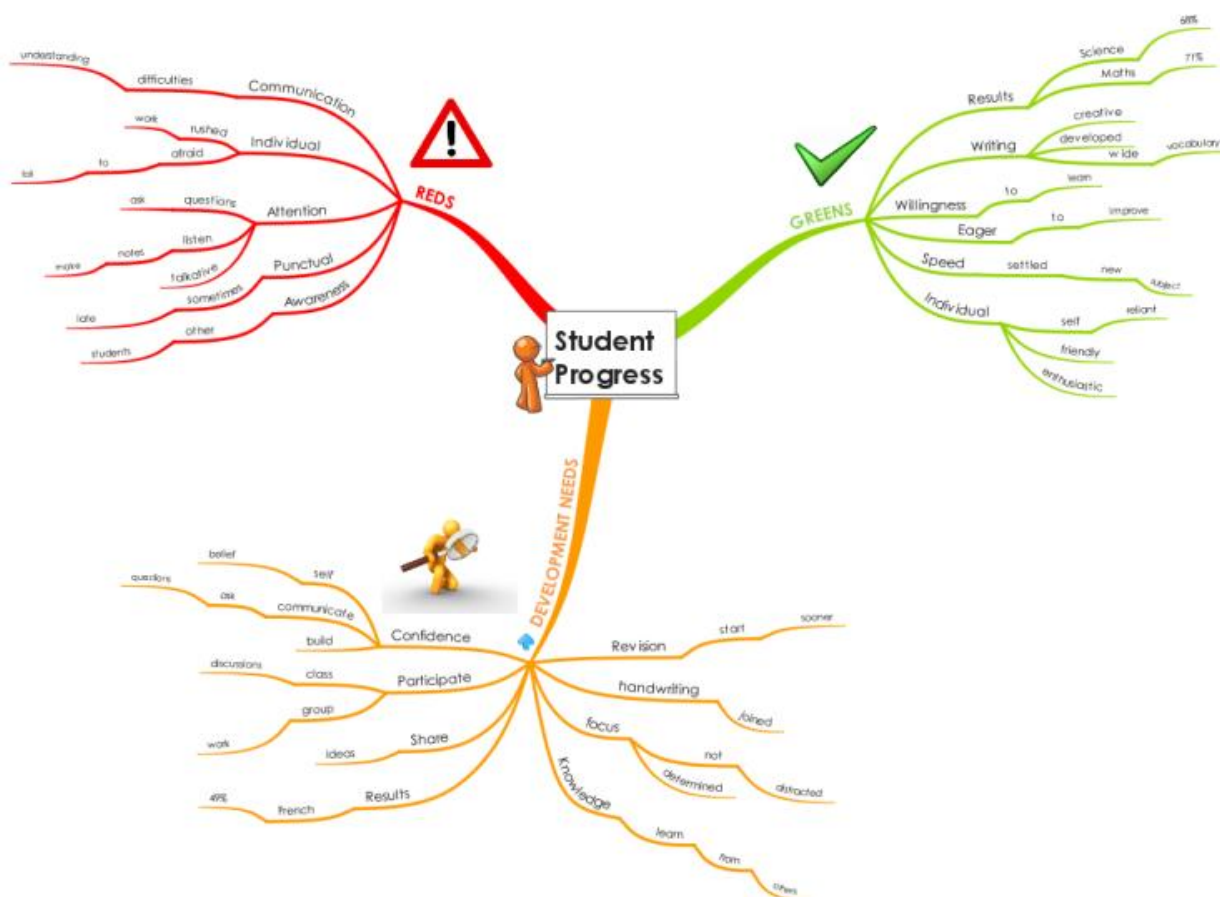 Student
Progress
REDS
Communication
difficulties
understanding
Individual
rushed
work
afraid
to
fail
Attention
questions
ask
listen
notes
make
talkative
Punctual
sometimes
late
Awareness
other
students
GREENS
Results
Science
68%
Maths
71%
Writing
creative
developed
wide
vocabulary
Willingness
to
learn
Eager
to
improve
Speed
settled
new
subject
Individual
self
reliant
friendly
enthusiastic
DEVELOPMENT NEEDS
Confidence
self
belief
communicate
ask
questions
build
Participate
class
discussions
group
work
Share
ideas
Results
French
49%
Revision
start
sooner
handwriting
joined
focus
not
distracted
determined
Knowledge
learn
from
others